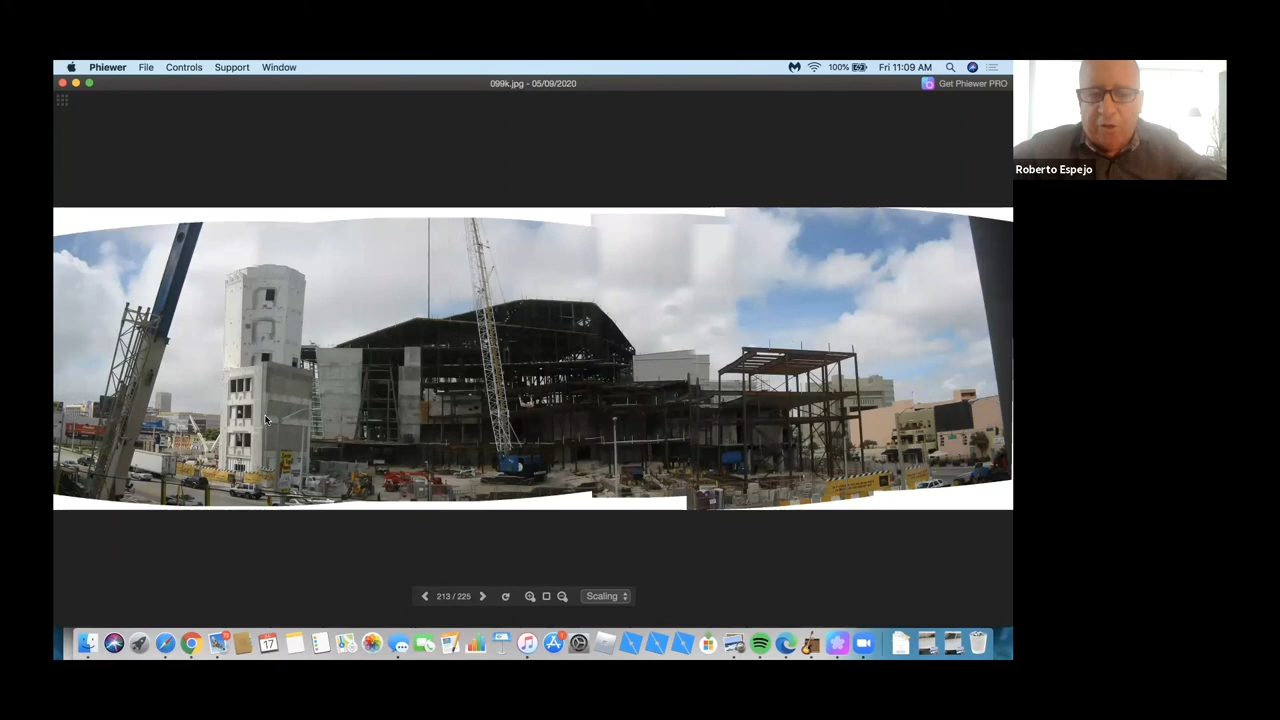 Phiewer File Controls Support Window 100% Fri 11:09 AM
099k.jpg - 05/09/2020 Get Phiewer PRO
Roberto Espejo
213 / 225 Scaling
17